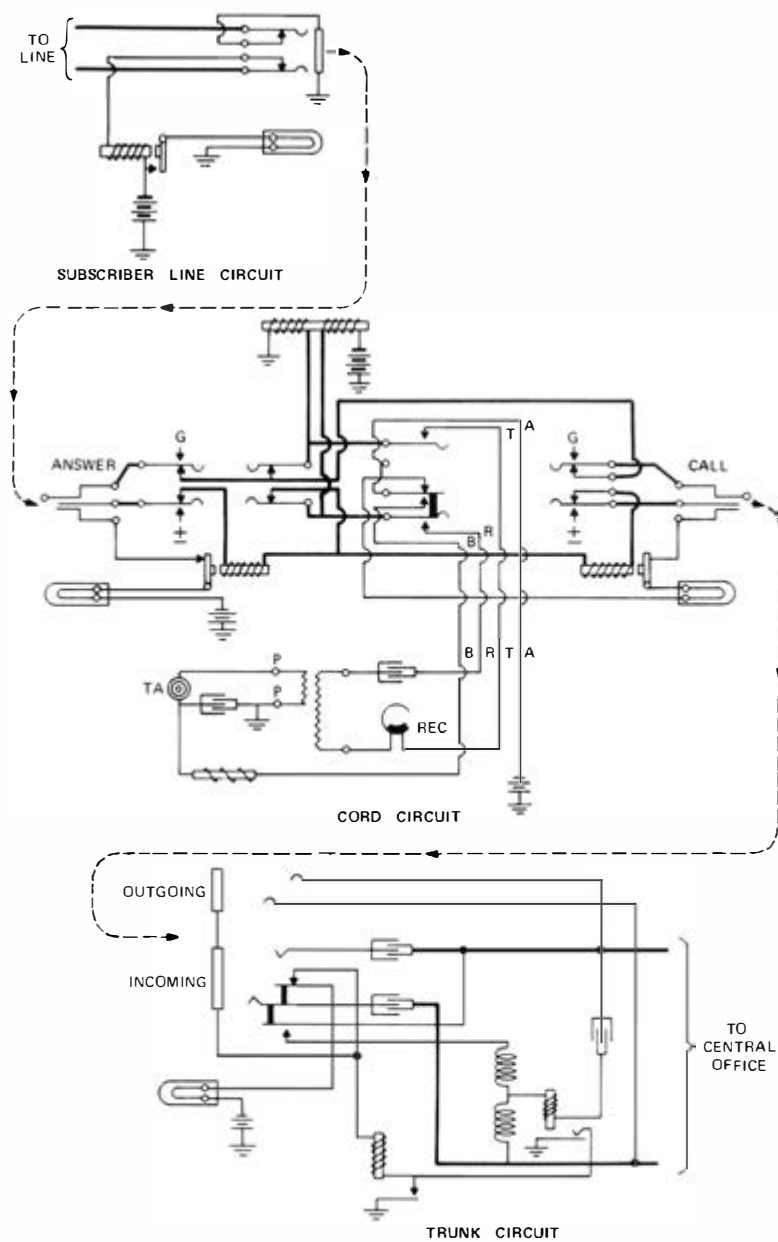 TO
LINE
SUBSCRIBER LINE CIRCUIT
ANSWER
G
T
A
G
CALL
R
B
B
R
T
A
P
TA
P
REC
CORD CIRCUIT
OUTGOING
INCOMING
TO
CENTRAL
OFFICE
TRUNK CIRCUIT